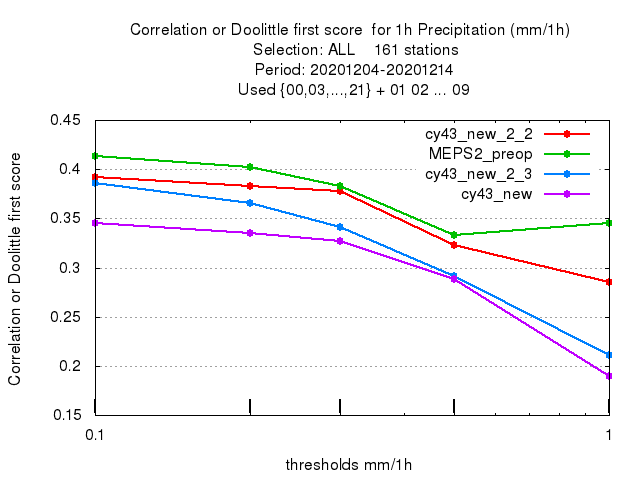 Correlation or Doolittle first score  for 1h Precipitation (mm/1h)
Selection: ALL    161 stations
Period: 20201204-20201214
Used {00,03,...,21} + 01 02 ... 09
cy43_new_2_2
MEPS2_preop
cy43_new_2_3
cy43_new
Correlation or Doolittle first score
0.45
0.4
0.35
0.3
0.25
0.2
0.15
0.1
1
thresholds mm/1h